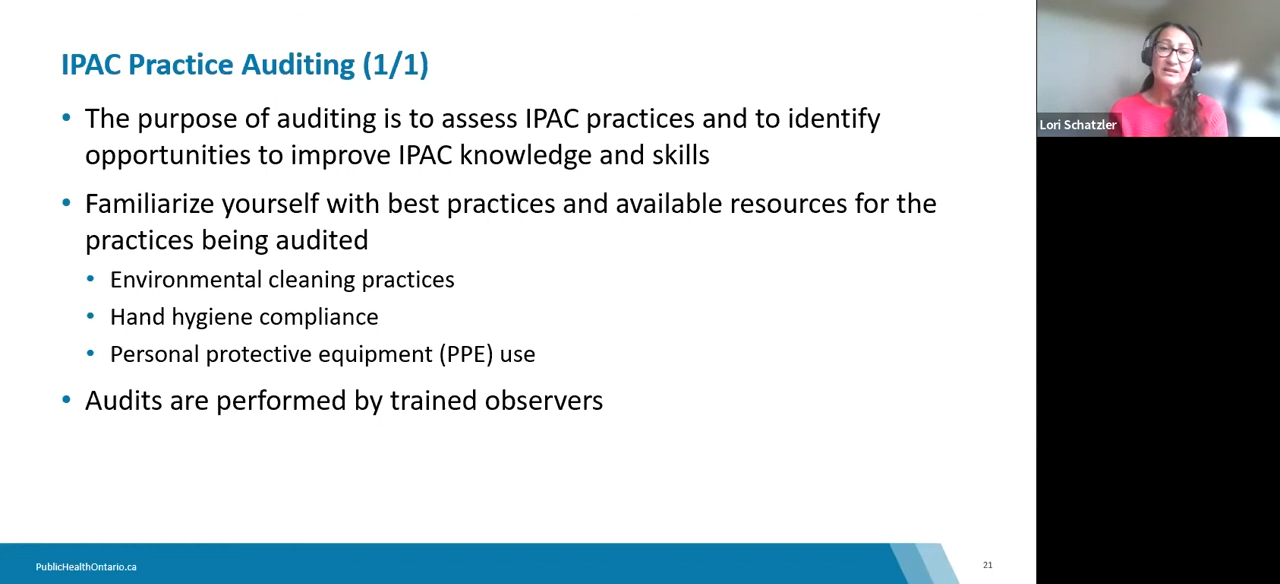 IPAC Practice Auditing (1/1)
• The purpose of auditing is to assess IPAC practices and to identify
opportunities to improve IPAC knowledge and skills
• Familiarize yourself with best practices and available resources for the
practices being audited
• Environmental cleaning practices
• Hand hygiene compliance
• Personal protective equipment (PPE) use
• Audits are performed by trained observers
PublicHealthOntario.ca
21
Lori Schatzler